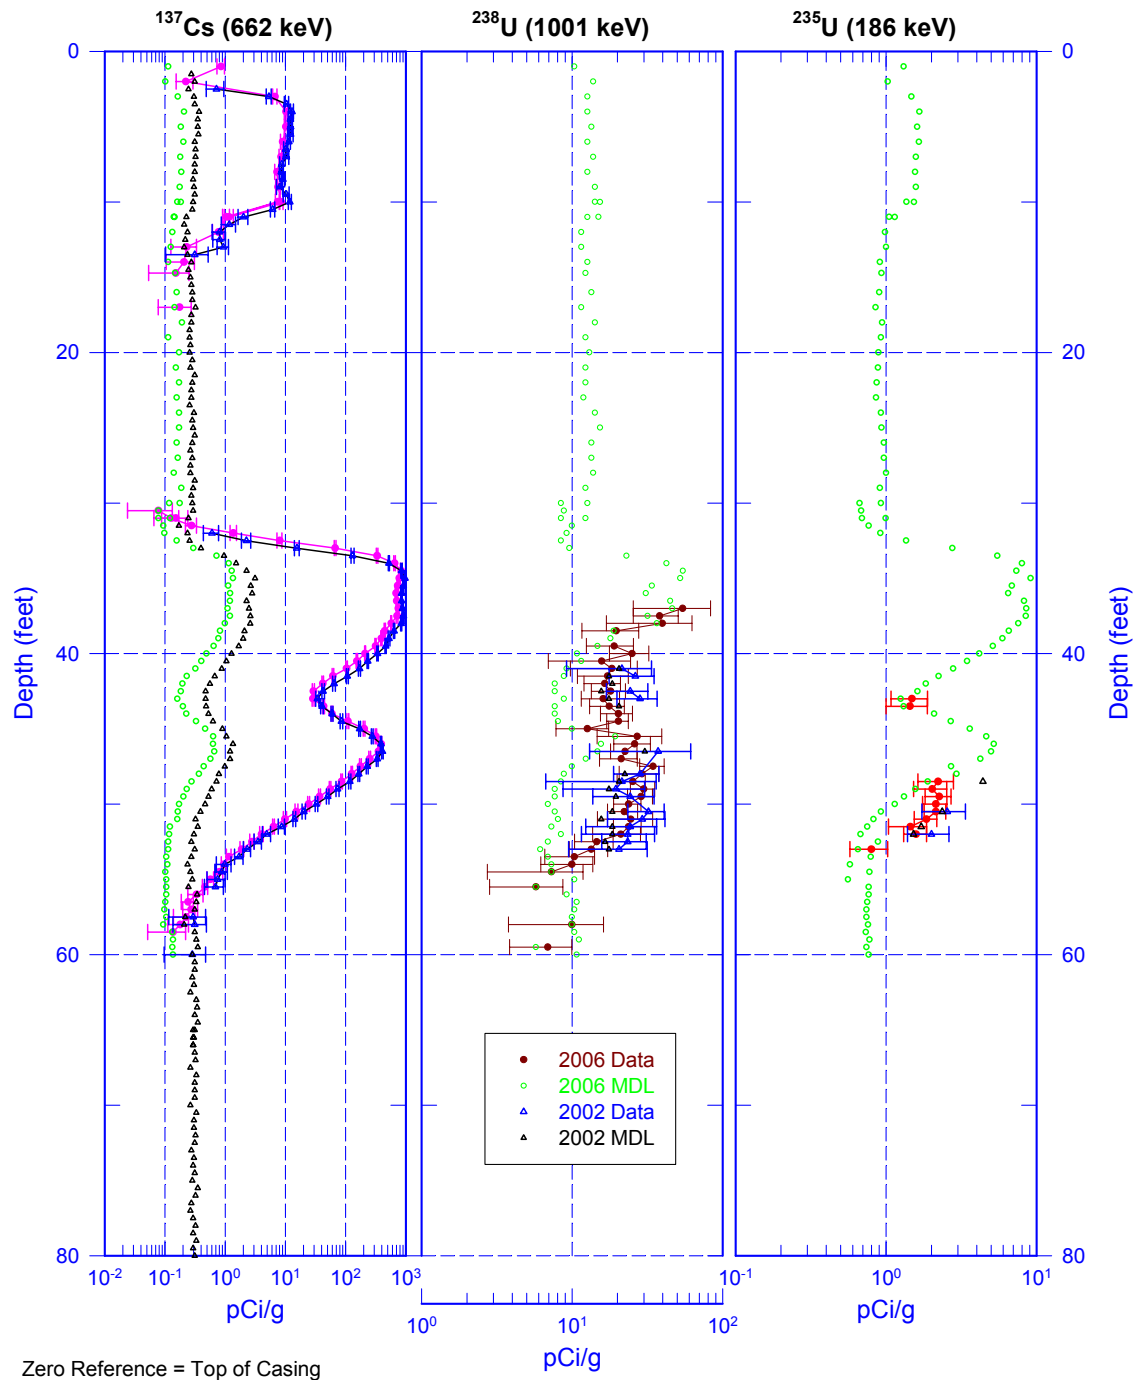 ¹³⁷Cs (662 keV)
²³⁸U (1001 keV)
²³⁵U (186 keV)
0
0
20
20
Depth (feet)
40
40
Depth (feet)
60
60
2006 Data
2006 MDL
2002 Data
2002 MDL
80
80
10⁻² 10⁻¹ 10⁰ 10¹ 10² 10³
10⁻¹ 10⁰ 10¹
pCi/g
pCi/g
10⁰ 10¹ 10²
pCi/g
Zero Reference = Top of Casing